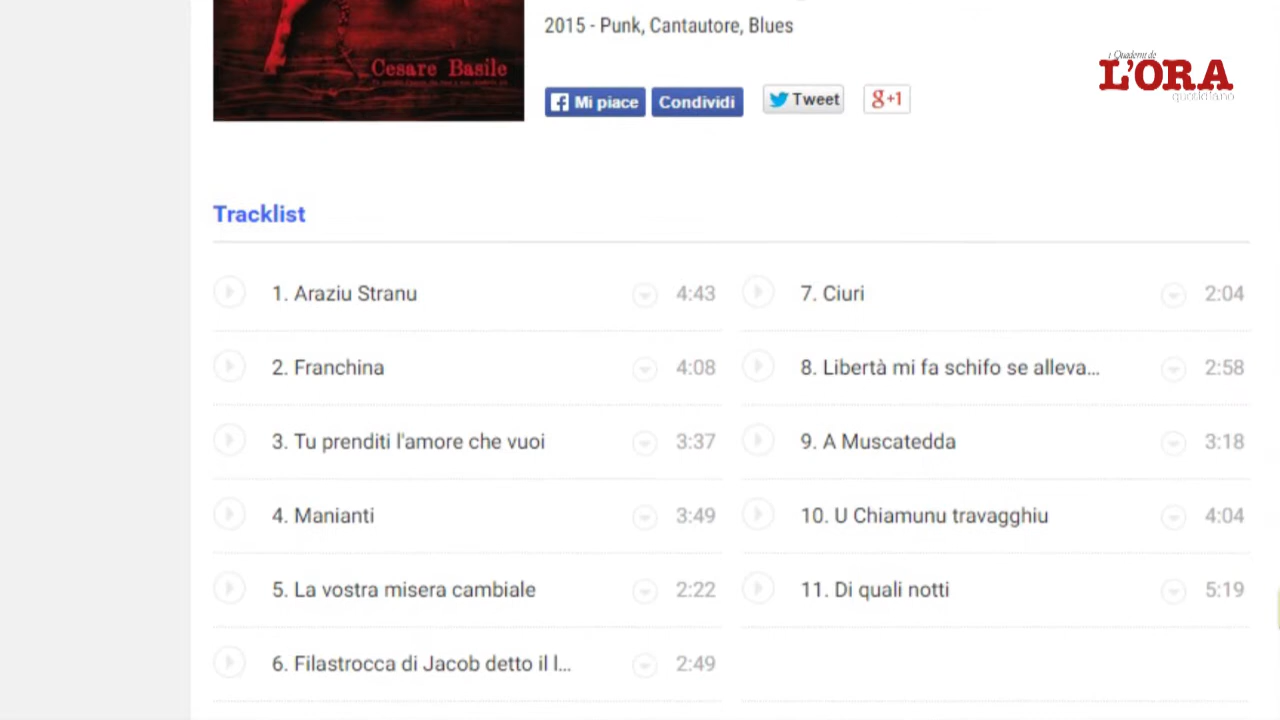 2015 - Punk, Cantautore, Blues
Cesare Basile
i Quaderni de
L'ORA
quotidiano
Mi piace
Condividi
Tweet
g+1
Tracklist
1. Araziu Stranu 4:43
2. Franchina 4:08
3. Tu prenditi l'amore che vuoi 3:37
4. Manianti 3:49
5. La vostra misera cambiale 2:22
6. Filastrocca di Jacob detto il l... 2:49
7. Ciuri 2:04
8. Libertà mi fa schifo se alleva... 2:58
9. A Muscatedda 3:18
10. U Chiamunu travagghiu 4:04
11. Di quali notti 5:19